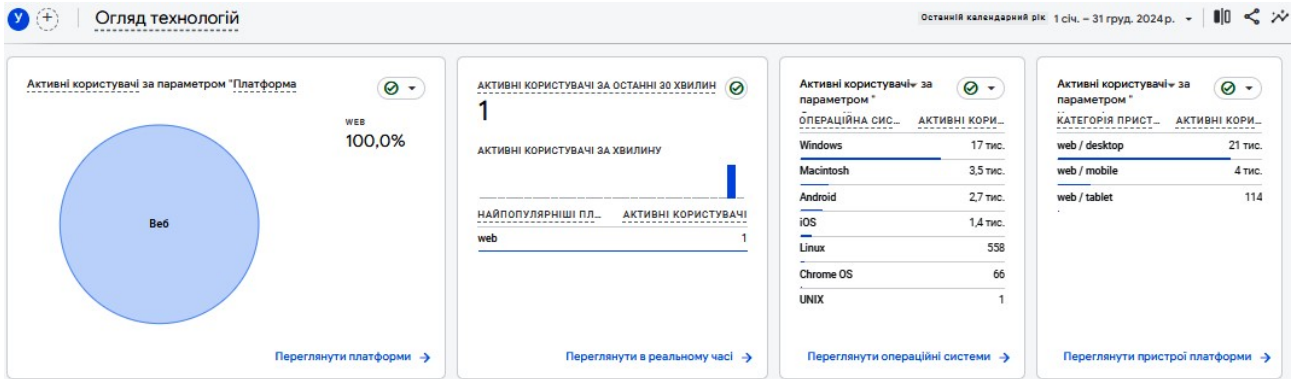 У
Огляд технологій
Останній календарний рік 1 січ. – 31 груд. 2024 р.
Активні користувачі за параметром "Платформа
WEB
100,0%
Веб
Переглянути платформи →
АКТИВНІ КОРИСТУВАЧІ ЗА ОСТАННІ 30 ХВИЛИН
1
АКТИВНІ КОРИСТУВАЧІ ЗА ХВИЛИНУ
НАЙПОПУЛЯРНІШІ ПЛ… АКТИВНІ КОРИСТУВАЧІ
web 1
Переглянути в реальному часі →
Активні користувачі за
параметром "
ОПЕРАЦІЙНА СИС… АКТИВНІ КОРИ…
Windows 17 тис.
Macintosh 3,5 тис.
Android 2,7 тис.
iOS 1,4 тис.
Linux 558
Chrome OS 66
UNIX 1
Переглянути операційні системи →
Активні користувачі за
параметром "
КАТЕГОРІЯ ПРИСТ… АКТИВНІ КОРИ…
web / desktop 21 тис.
web / mobile 4 тис.
web / tablet 114
Переглянути пристрої платформи →